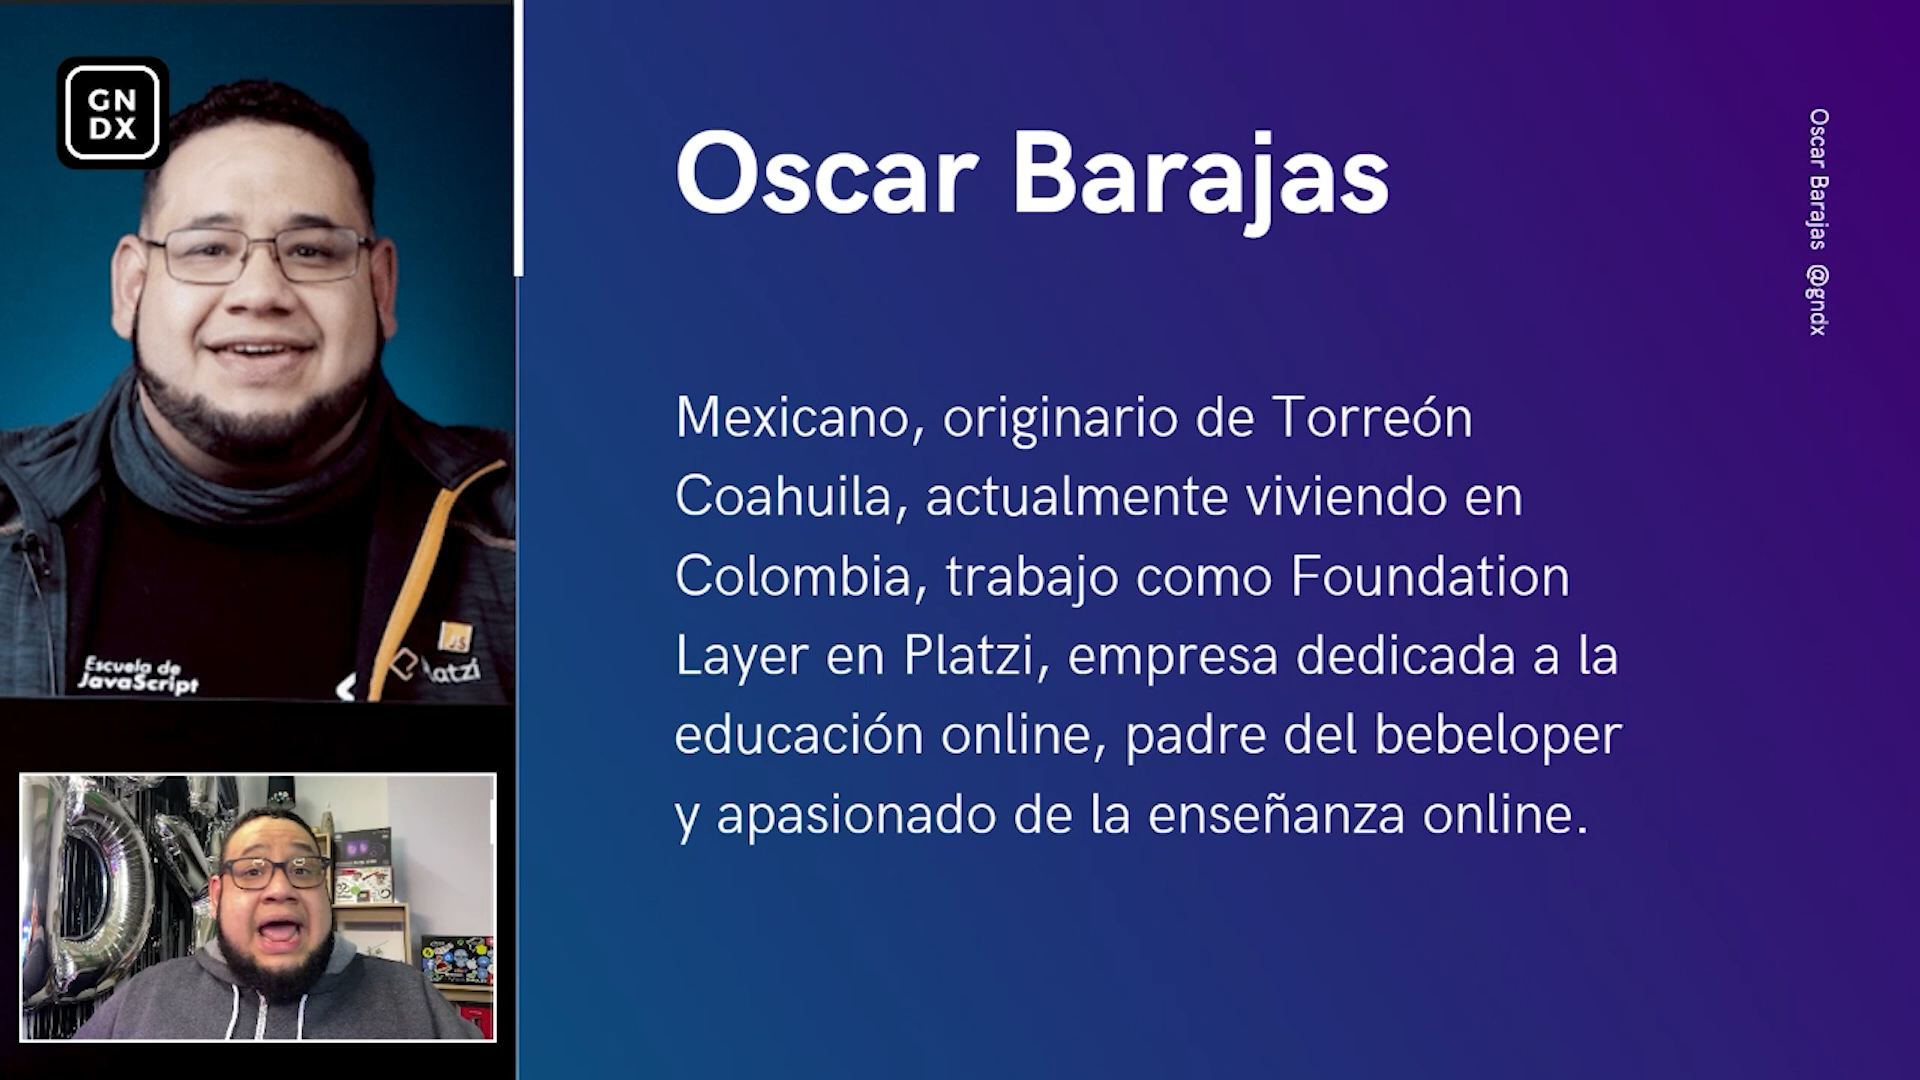 GN
DX
Oscar Barajas
Oscar Barajas @gndx
Mexicano, originario de Torreón
Coahuila, actualmente viviendo en
Colombia, trabajo como Foundation
Layer en Platzi, empresa dedicada a la
educación online, padre del bebeloper
y apasionado de la enseñanza online.
JS
Escuela de
JavaScript
Platzi
D